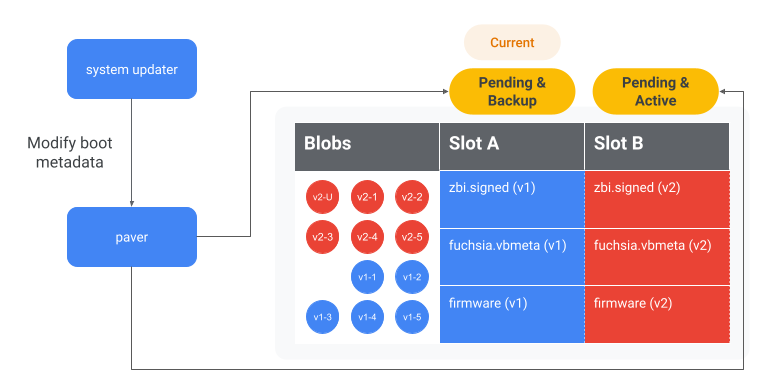 Current
system updater
Pending &
Backup
Pending &
Active
Modify boot
metadata
Blobs
Slot A
Slot B
v2-U
v2-1
v2-2
zbi.signed (v1)
zbi.signed (v2)
paver
v2-3
v2-4
v2-5
fuchsia.vbmeta (v1)
fuchsia.vbmeta (v2)
v1-1
v1-2
v1-3
v1-4
v1-5
firmware (v1)
firmware (v2)